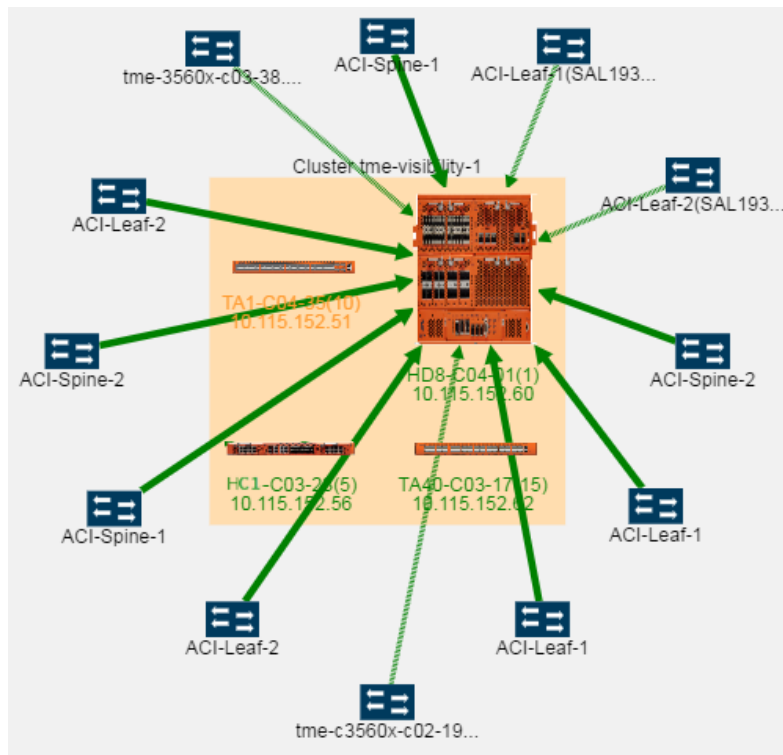 ACI-Spine-1
tme-3560x-c03-38....
ACI-Leaf-1(SAL193...
Cluster tme-visibility-1
ACI-Leaf-2(SAL193...
ACI-Leaf-2
TA1-C04-35(10)
10.115.152.51
ACI-Spine-2
HD8-C04-01(1)
10.115.152.60
ACI-Spine-2
HC1-C03-23(5)
10.115.152.56
TA40-C03-17(15)
10.115.152.62
ACI-Spine-1
ACI-Leaf-1
ACI-Leaf-2
ACI-Leaf-1
tme-c3560x-c02-19...